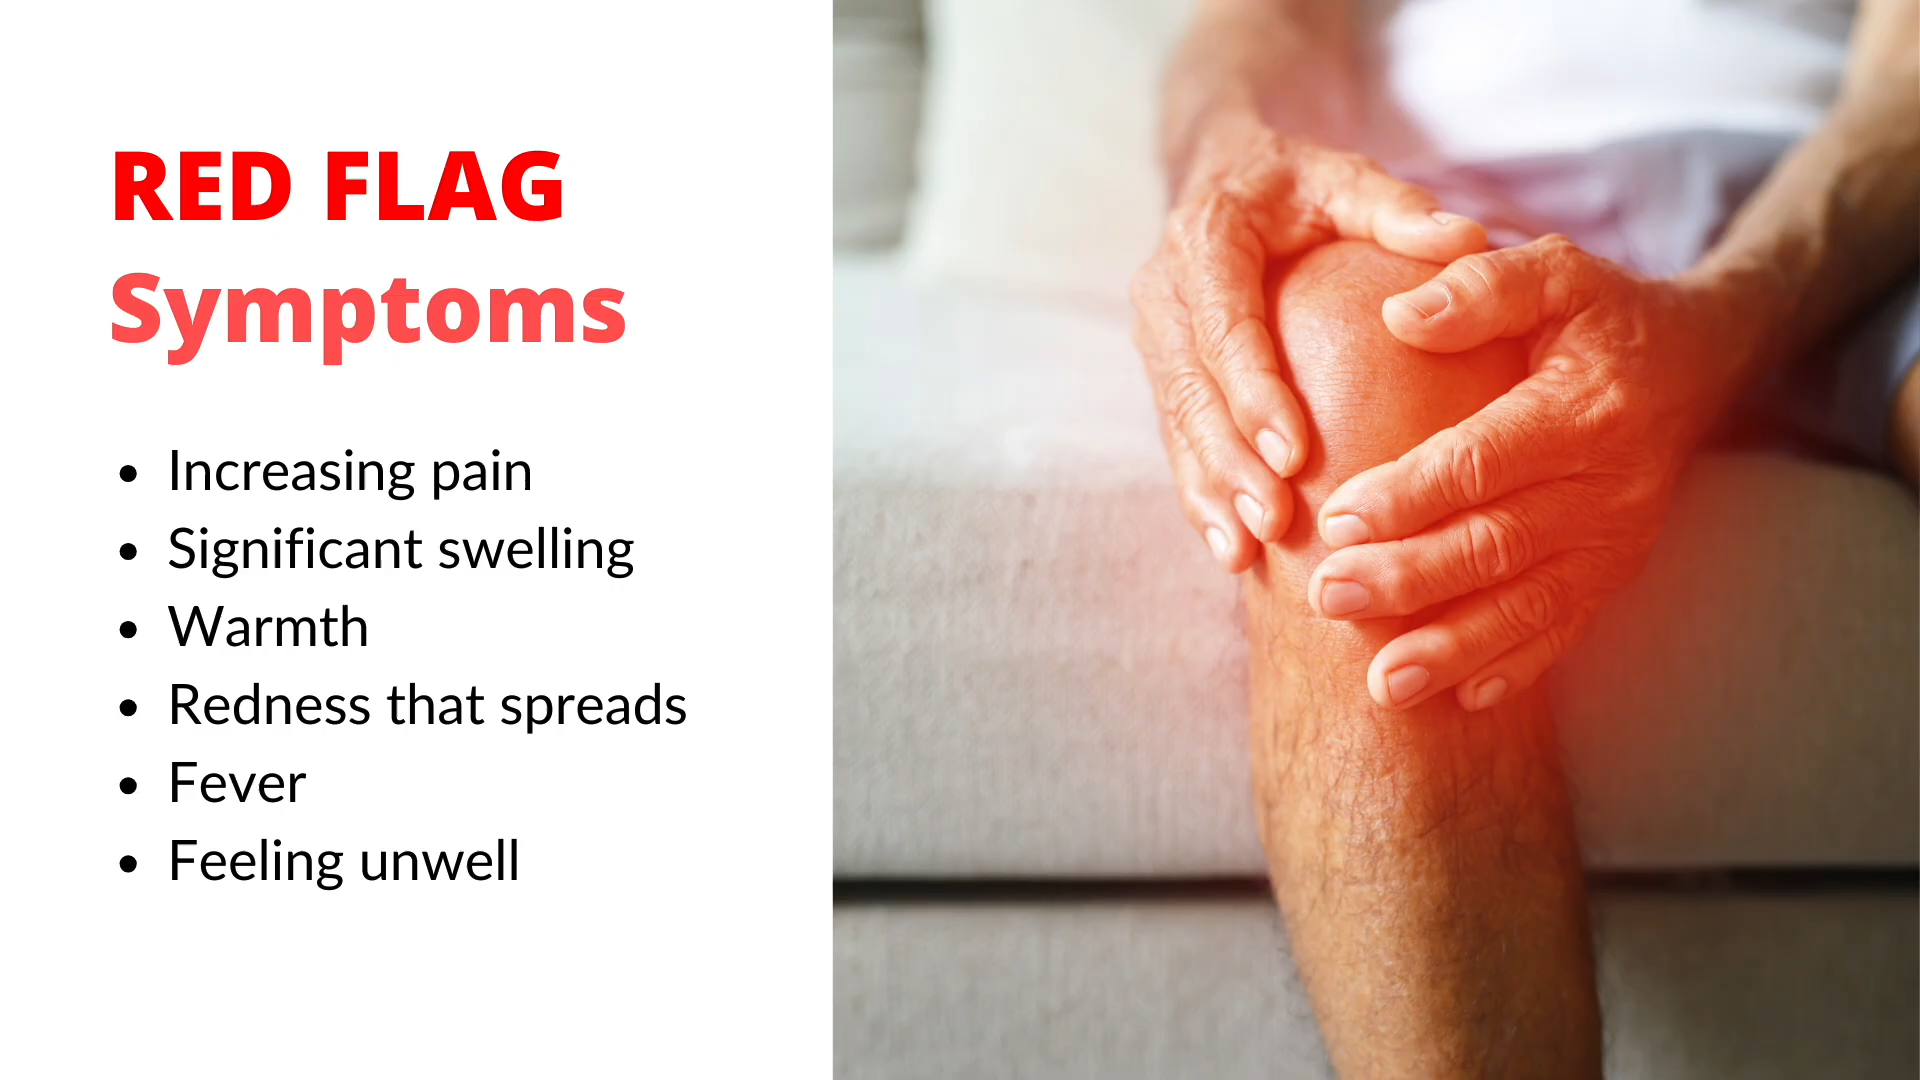 RED FLAG
Symptoms
• Increasing pain
• Significant swelling
• Warmth
• Redness that spreads
• Fever
• Feeling unwell